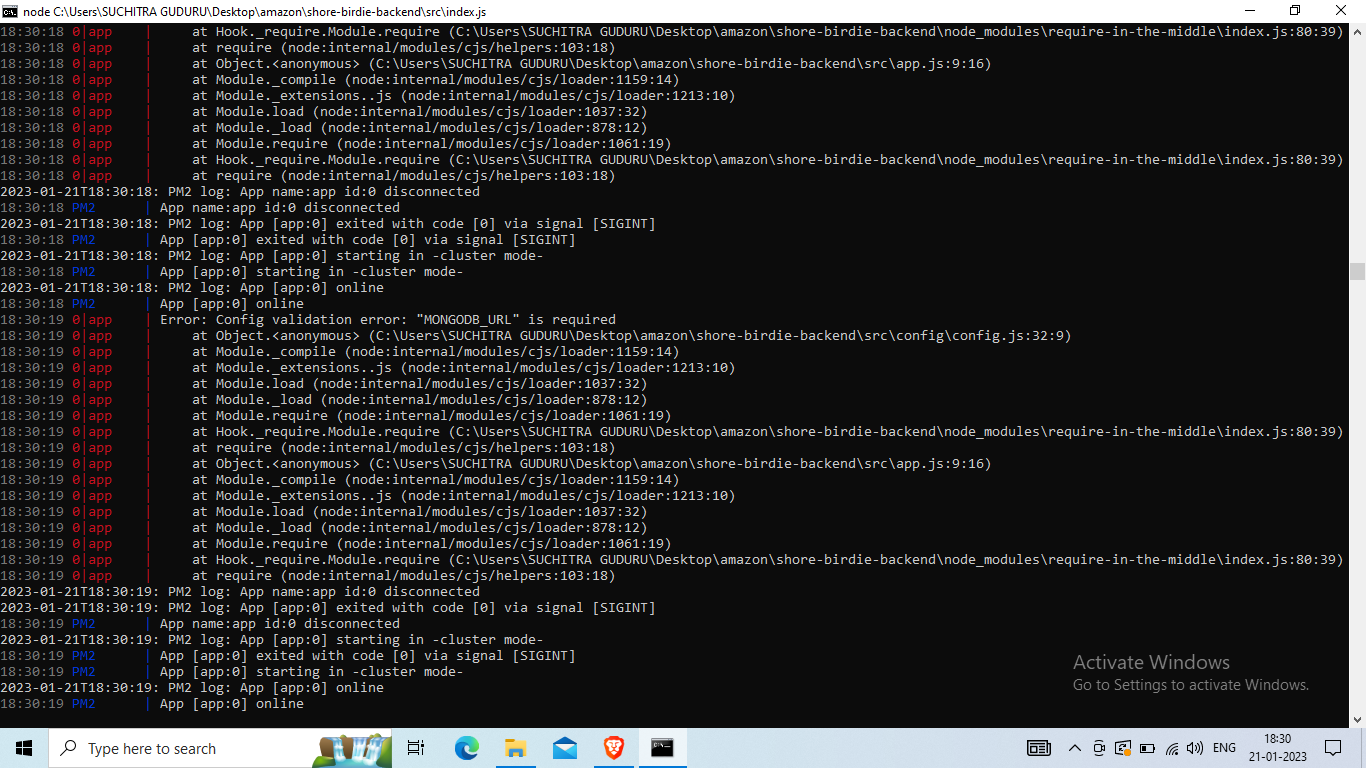 node C:\Users\SUCHITRA GUDURU\Desktop\amazon\shore-birdie-backend\src\index.js
18:30:18 0|app | at Hook._require.Module.require (C:\Users\SUCHITRA GUDURU\Desktop\amazon\shore-birdie-backend\node_modules\require-in-the-middle\index.js:80:39)
18:30:18 0|app | at require (node:internal/modules/cjs/helpers:103:18)
18:30:18 0|app | at Object.<anonymous> (C:\Users\SUCHITRA GUDURU\Desktop\amazon\shore-birdie-backend\src\app.js:9:16)
18:30:18 0|app | at Module._compile (node:internal/modules/cjs/loader:1159:14)
18:30:18 0|app | at Module._extensions..js (node:internal/modules/cjs/loader:1213:10)
18:30:18 0|app | at Module.load (node:internal/modules/cjs/loader:1037:32)
18:30:18 0|app | at Module._load (node:internal/modules/cjs/loader:878:12)
18:30:18 0|app | at Module.require (node:internal/modules/cjs/loader:1061:19)
18:30:18 0|app | at Hook._require.Module.require (C:\Users\SUCHITRA GUDURU\Desktop\amazon\shore-birdie-backend\node_modules\require-in-the-middle\index.js:80:39)
18:30:18 0|app | at require (node:internal/modules/cjs/helpers:103:18)
2023-01-21T18:30:18: PM2 log: App name:app id:0 disconnected
18:30:18 PM2 | App name:app id:0 disconnected
2023-01-21T18:30:18: PM2 log: App [app:0] exited with code [0] via signal [SIGINT]
18:30:18 PM2 | App [app:0] exited with code [0] via signal [SIGINT]
2023-01-21T18:30:18: PM2 log: App [app:0] starting in -cluster mode-
18:30:18 PM2 | App [app:0] starting in -cluster mode-
2023-01-21T18:30:18: PM2 log: App [app:0] online
18:30:18 PM2 | App [app:0] online
18:30:19 0|app | Error: Config validation error: "MONGODB_URL" is required
18:30:19 0|app | at Object.<anonymous> (C:\Users\SUCHITRA GUDURU\Desktop\amazon\shore-birdie-backend\src\config\config.js:32:9)
18:30:19 0|app | at Module._compile (node:internal/modules/cjs/loader:1159:14)
18:30:19 0|app | at Module._extensions..js (node:internal/modules/cjs/loader:1213:10)
18:30:19 0|app | at Module.load (node:internal/modules/cjs/loader:1037:32)
18:30:19 0|app | at Module._load (node:internal/modules/cjs/loader:878:12)
18:30:19 0|app | at Module.require (node:internal/modules/cjs/loader:1061:19)
18:30:19 0|app | at Hook._require.Module.require (C:\Users\SUCHITRA GUDURU\Desktop\amazon\shore-birdie-backend\node_modules\require-in-the-middle\index.js:80:39)
18:30:19 0|app | at require (node:internal/modules/cjs/helpers:103:18)
18:30:19 0|app | at Object.<anonymous> (C:\Users\SUCHITRA GUDURU\Desktop\amazon\shore-birdie-backend\src\app.js:9:16)
18:30:19 0|app | at Module._compile (node:internal/modules/cjs/loader:1159:14)
18:30:19 0|app | at Module._extensions..js (node:internal/modules/cjs/loader:1213:10)
18:30:19 0|app | at Module.load (node:internal/modules/cjs/loader:1037:32)
18:30:19 0|app | at Module._load (node:internal/modules/cjs/loader:878:12)
18:30:19 0|app | at Module.require (node:internal/modules/cjs/loader:1061:19)
18:30:19 0|app | at Hook._require.Module.require (C:\Users\SUCHITRA GUDURU\Desktop\amazon\shore-birdie-backend\node_modules\require-in-the-middle\index.js:80:39)
18:30:19 0|app | at require (node:internal/modules/cjs/helpers:103:18)
2023-01-21T18:30:19: PM2 log: App name:app id:0 disconnected
2023-01-21T18:30:19: PM2 log: App [app:0] exited with code [0] via signal [SIGINT]
18:30:19 PM2 | App name:app id:0 disconnected
2023-01-21T18:30:19: PM2 log: App [app:0] starting in -cluster mode-
18:30:19 PM2 | App [app:0] exited with code [0] via signal [SIGINT]
18:30:19 PM2 | App [app:0] starting in -cluster mode-
2023-01-21T18:30:19: PM2 log: App [app:0] online
18:30:19 PM2 | App [app:0] online
Activate Windows
Go to Settings to activate Windows.
Type here to search
ENG
18:30
21-01-2023